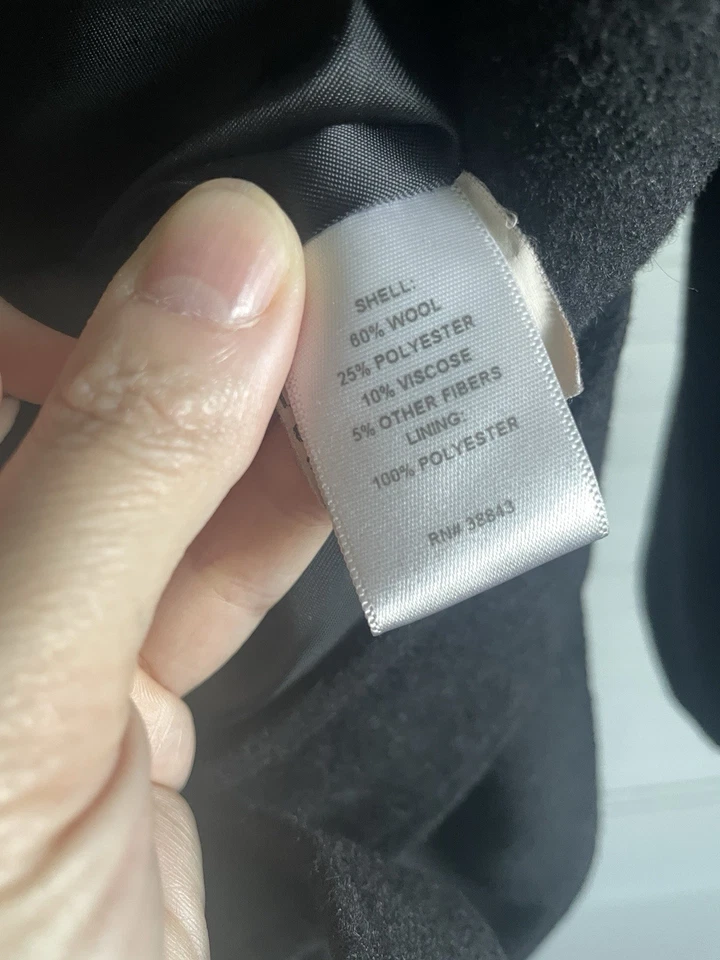 SHELL:
60% WOOL
25% POLYESTER
10% VISCOSE
5% OTHER FIBERS
LINING:
100% POLYESTER
RN# 38843